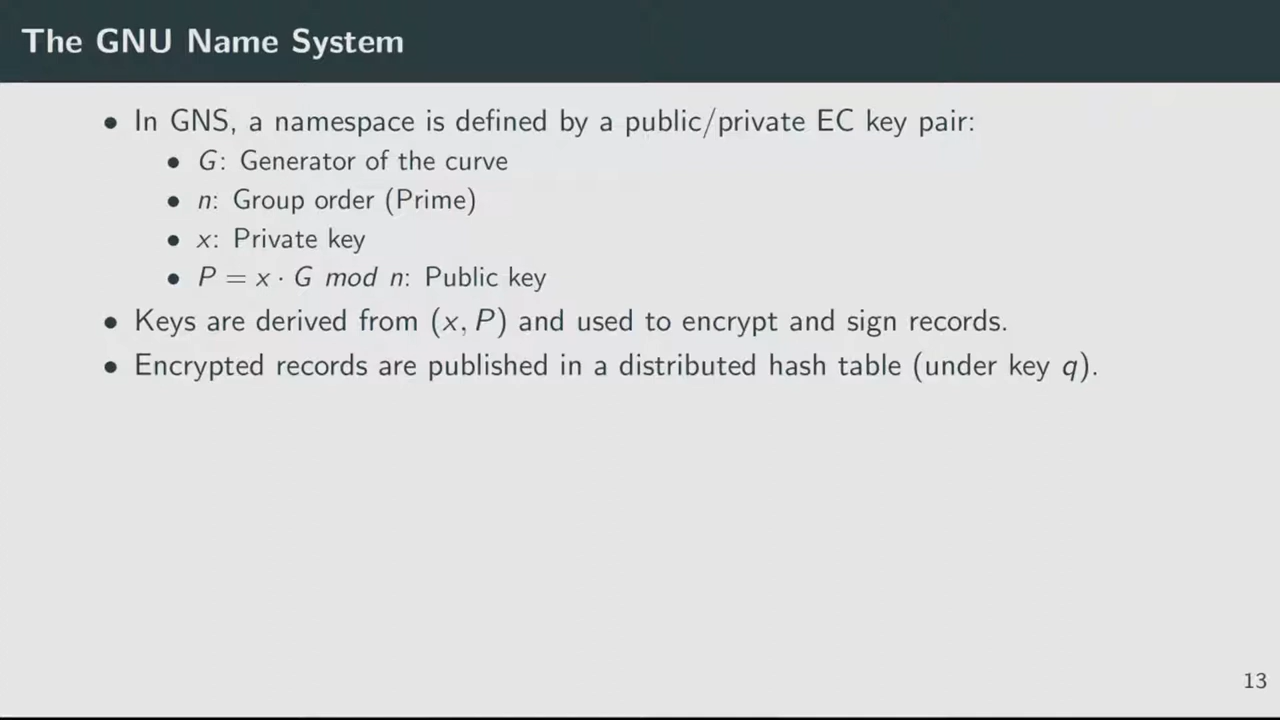 The GNU Name System
• In GNS, a namespace is defined by a public/private EC key pair:
• G: Generator of the curve
• n: Group order (Prime)
• x: Private key
• P = x · G mod n: Public key
• Keys are derived from (x, P) and used to encrypt and sign records.
• Encrypted records are published in a distributed hash table (under key q).
13